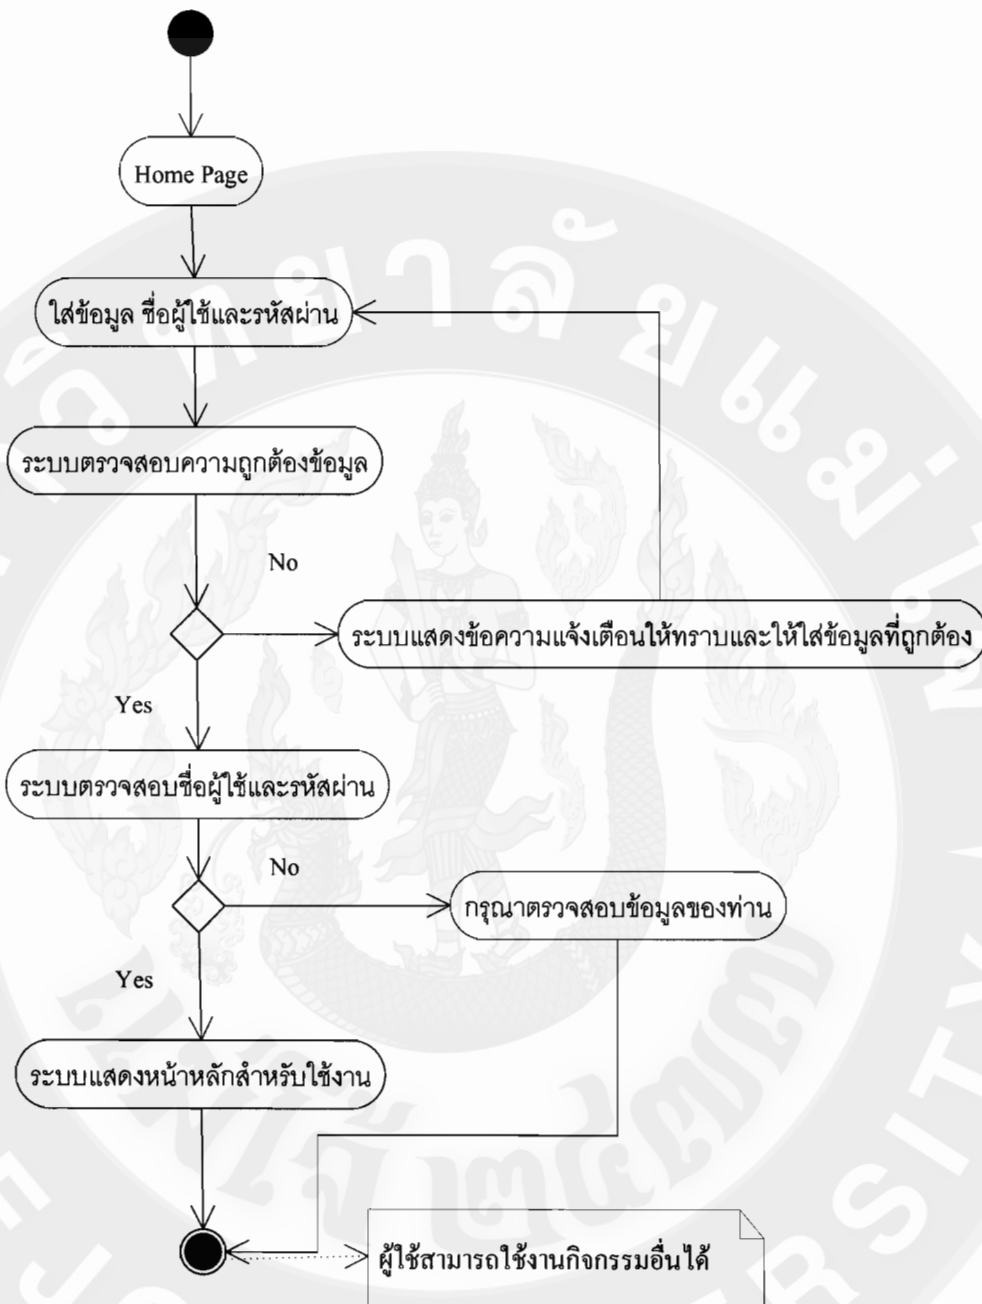 Home Page
ใส่ข้อมูล ชื่อผู้ใช้และรหัสผ่าน
ระบบตรวจสอบความถูกต้องข้อมูล
No
ระบบแสดงข้อความแจ้งเตือนให้ทราบและให้ใส่ข้อมูลที่ถูกต้อง
Yes
ระบบตรวจสอบชื่อผู้ใช้และรหัสผ่าน
No
กรุณาตรวจสอบข้อมูลของท่าน
Yes
ระบบแสดงหน้าหลักสำหรับใช้งาน
ผู้ใช้สามารถใช้งานกิจกรรมอื่นได้